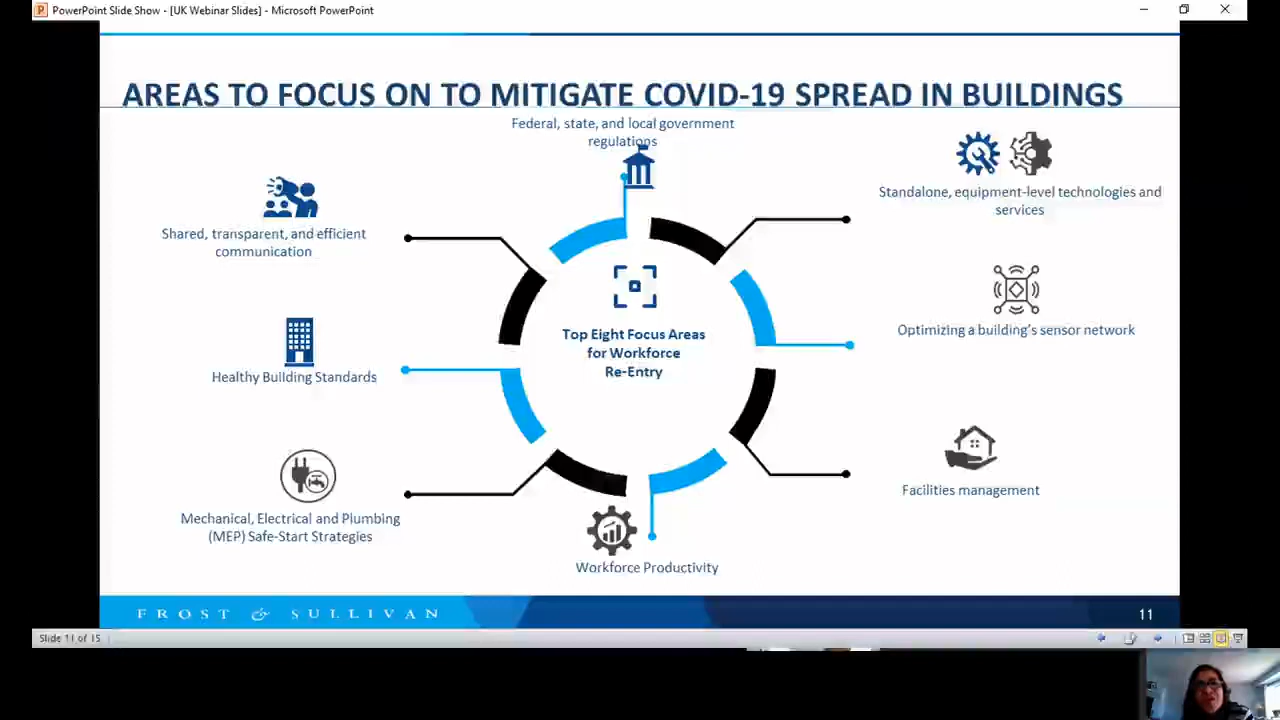 PowerPoint Slide Show - [UK Webinar Slides] - Microsoft PowerPoint
AREAS TO FOCUS ON TO MITIGATE COVID-19 SPREAD IN BUILDINGS
Federal, state, and local government
regulations
Standalone, equipment-level technologies and
services
Shared, transparent, and efficient
communication
Optimizing a building's sensor network
Top Eight Focus Areas
for Workforce
Re-Entry
Healthy Building Standards
Facilities management
Mechanical, Electrical and Plumbing
(MEP) Safe-Start Strategies
Workforce Productivity
FROST & SULLIVAN
11
Slide 11 of 15